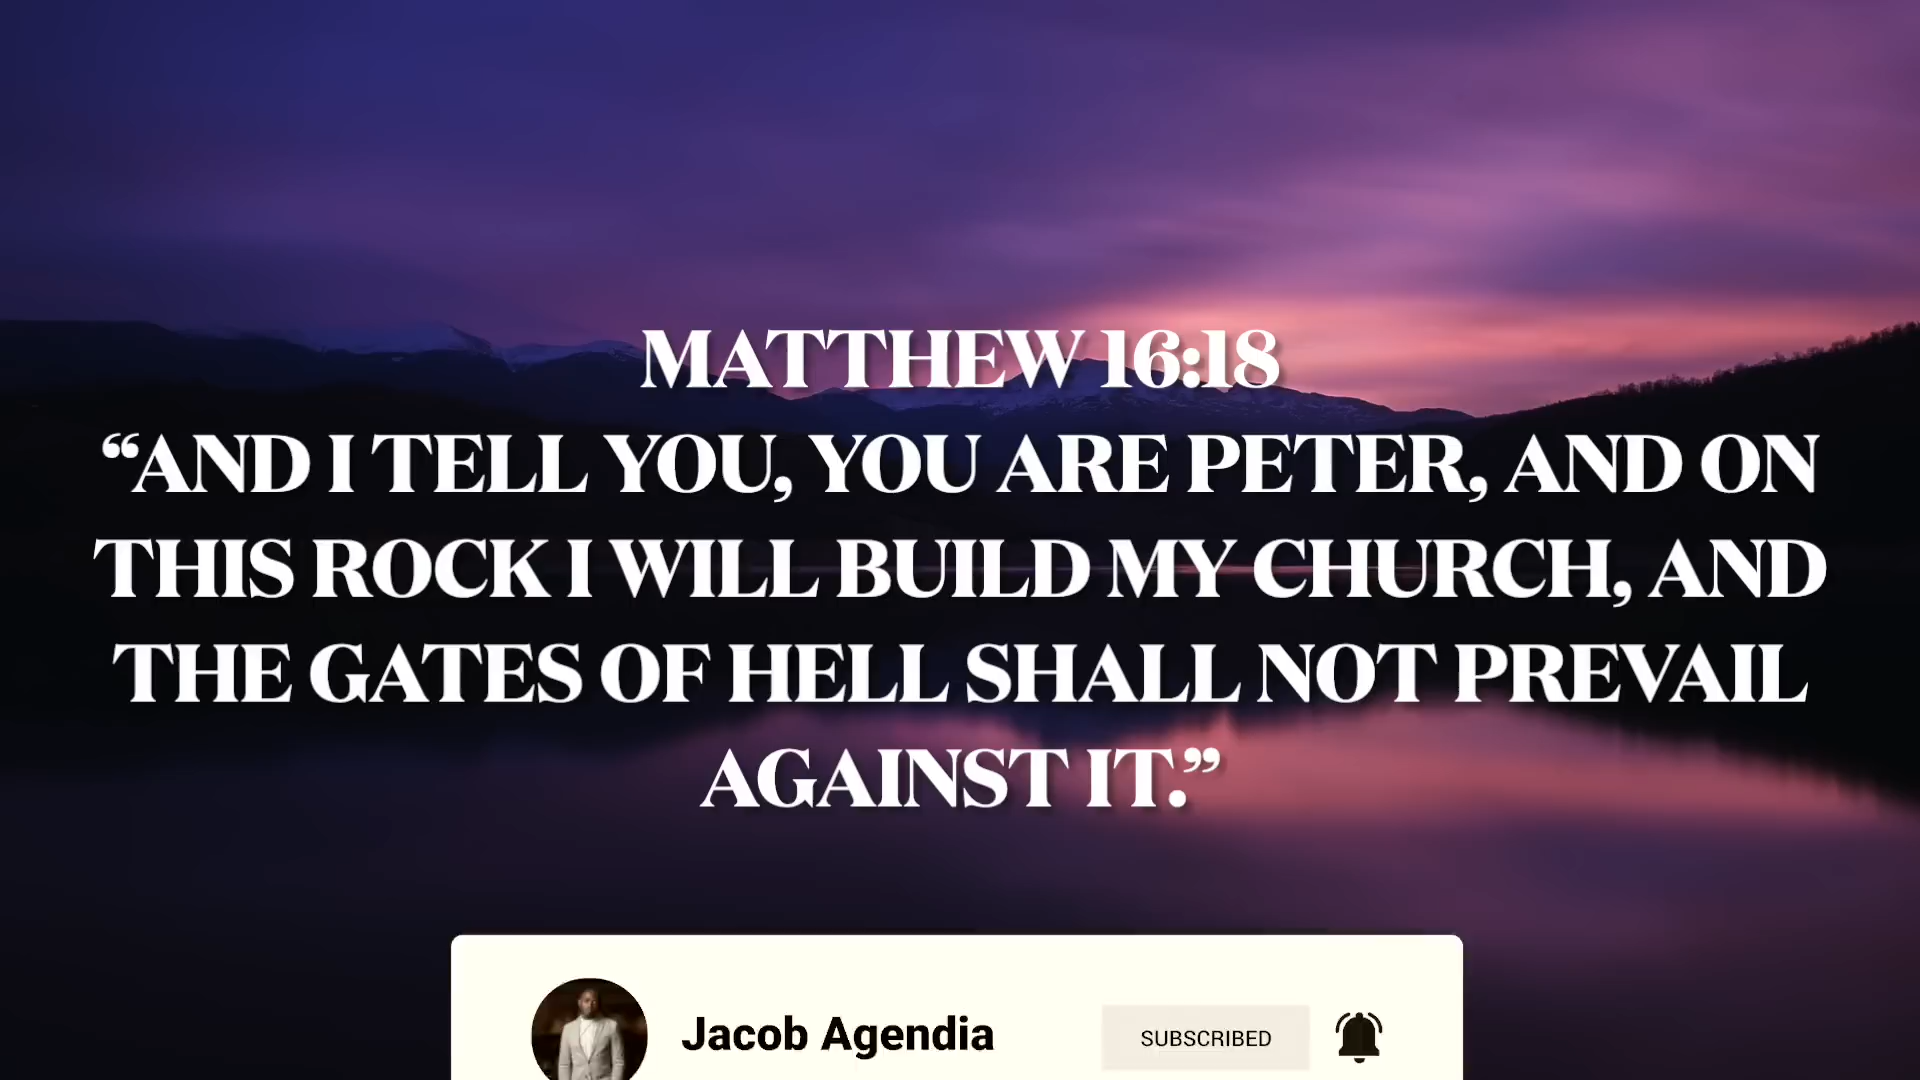 MATTHEW 16:18
“AND I TELL YOU, YOU ARE PETER, AND ON
THIS ROCK I WILL BUILD MY CHURCH, AND
THE GATES OF HELL SHALL NOT PREVAIL
AGAINST IT.”
Jacob Agendia
SUBSCRIBED